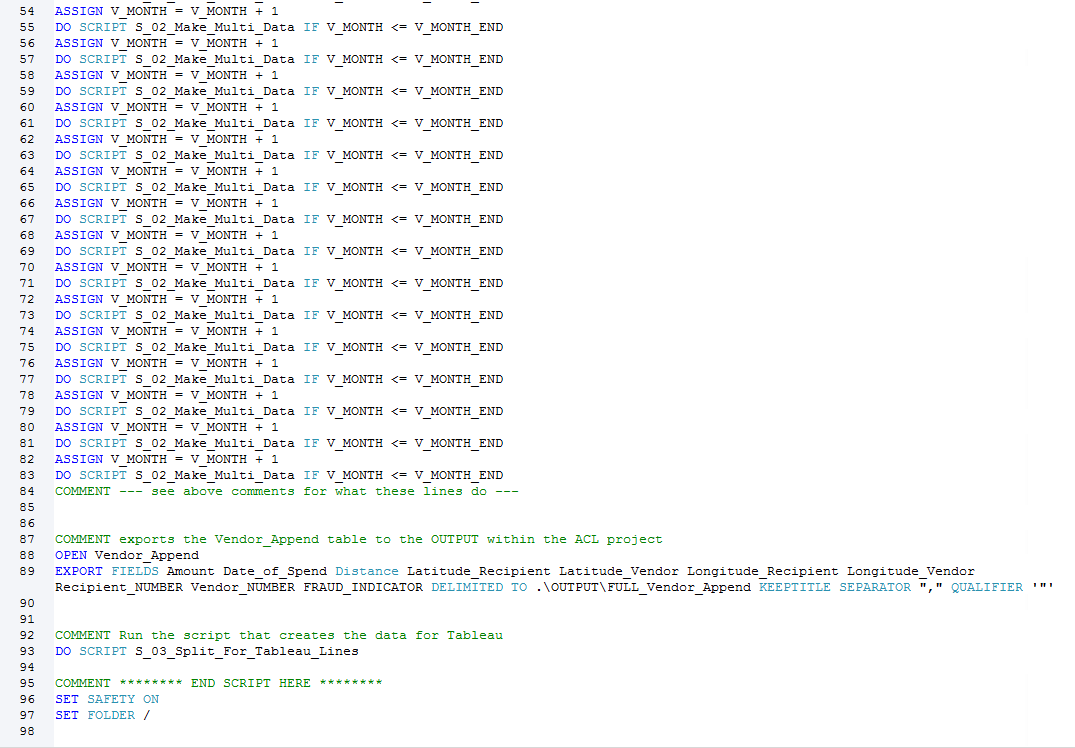 54 ASSIGN V_MONTH = V_MONTH + 1
55 DO SCRIPT S_02_Make_Multi_Data IF V_MONTH <= V_MONTH_END
56 ASSIGN V_MONTH = V_MONTH + 1
57 DO SCRIPT S_02_Make_Multi_Data IF V_MONTH <= V_MONTH_END
58 ASSIGN V_MONTH = V_MONTH + 1
59 DO SCRIPT S_02_Make_Multi_Data IF V_MONTH <= V_MONTH_END
60 ASSIGN V_MONTH = V_MONTH + 1
61 DO SCRIPT S_02_Make_Multi_Data IF V_MONTH <= V_MONTH_END
62 ASSIGN V_MONTH = V_MONTH + 1
63 DO SCRIPT S_02_Make_Multi_Data IF V_MONTH <= V_MONTH_END
64 ASSIGN V_MONTH = V_MONTH + 1
65 DO SCRIPT S_02_Make_Multi_Data IF V_MONTH <= V_MONTH_END
66 ASSIGN V_MONTH = V_MONTH + 1
67 DO SCRIPT S_02_Make_Multi_Data IF V_MONTH <= V_MONTH_END
68 ASSIGN V_MONTH = V_MONTH + 1
69 DO SCRIPT S_02_Make_Multi_Data IF V_MONTH <= V_MONTH_END
70 ASSIGN V_MONTH = V_MONTH + 1
71 DO SCRIPT S_02_Make_Multi_Data IF V_MONTH <= V_MONTH_END
72 ASSIGN V_MONTH = V_MONTH + 1
73 DO SCRIPT S_02_Make_Multi_Data IF V_MONTH <= V_MONTH_END
74 ASSIGN V_MONTH = V_MONTH + 1
75 DO SCRIPT S_02_Make_Multi_Data IF V_MONTH <= V_MONTH_END
76 ASSIGN V_MONTH = V_MONTH + 1
77 DO SCRIPT S_02_Make_Multi_Data IF V_MONTH <= V_MONTH_END
78 ASSIGN V_MONTH = V_MONTH + 1
79 DO SCRIPT S_02_Make_Multi_Data IF V_MONTH <= V_MONTH_END
80 ASSIGN V_MONTH = V_MONTH + 1
81 DO SCRIPT S_02_Make_Multi_Data IF V_MONTH <= V_MONTH_END
82 ASSIGN V_MONTH = V_MONTH + 1
83 DO SCRIPT S_02_Make_Multi_Data IF V_MONTH <= V_MONTH_END
84 COMMENT --- see above comments for what these lines do ---
85
86
87 COMMENT exports the Vendor_Append table to the OUTPUT within the ACL project
88 OPEN Vendor_Append
89 EXPORT FIELDS Amount Date_of_Spend Distance Latitude_Recipient Latitude_Vendor Longitude_Recipient Longitude_Vendor
Recipient_NUMBER Vendor_NUMBER FRAUD_INDICATOR DELIMITED TO .\OUTPUT\FULL_Vendor_Append KEEPTITLE SEPARATOR "," QUALIFIER '"'
90
91
92 COMMENT Run the script that creates the data for Tableau
93 DO SCRIPT S_03_Split_For_Tableau_Lines
94
95 COMMENT ******** END SCRIPT HERE ********
96 SET SAFETY ON
97 SET FOLDER /
98